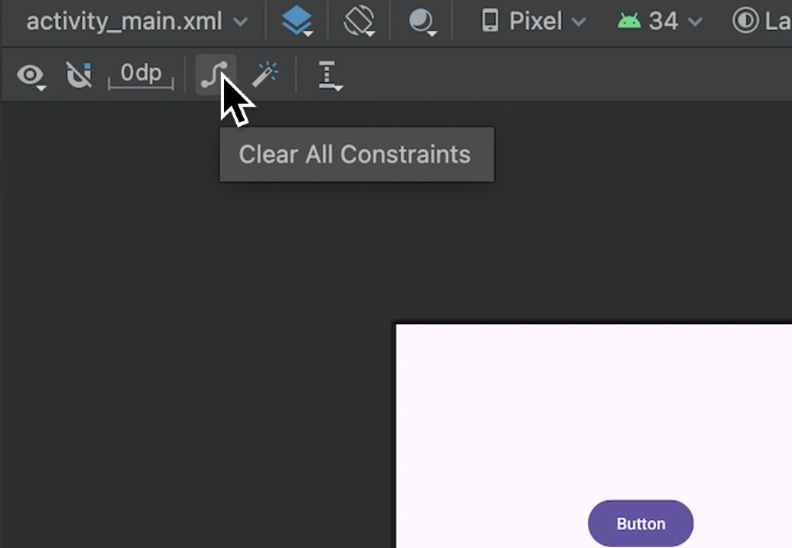 activity_main.xml Pixel 34 La
0dp
Clear All Constraints
Button